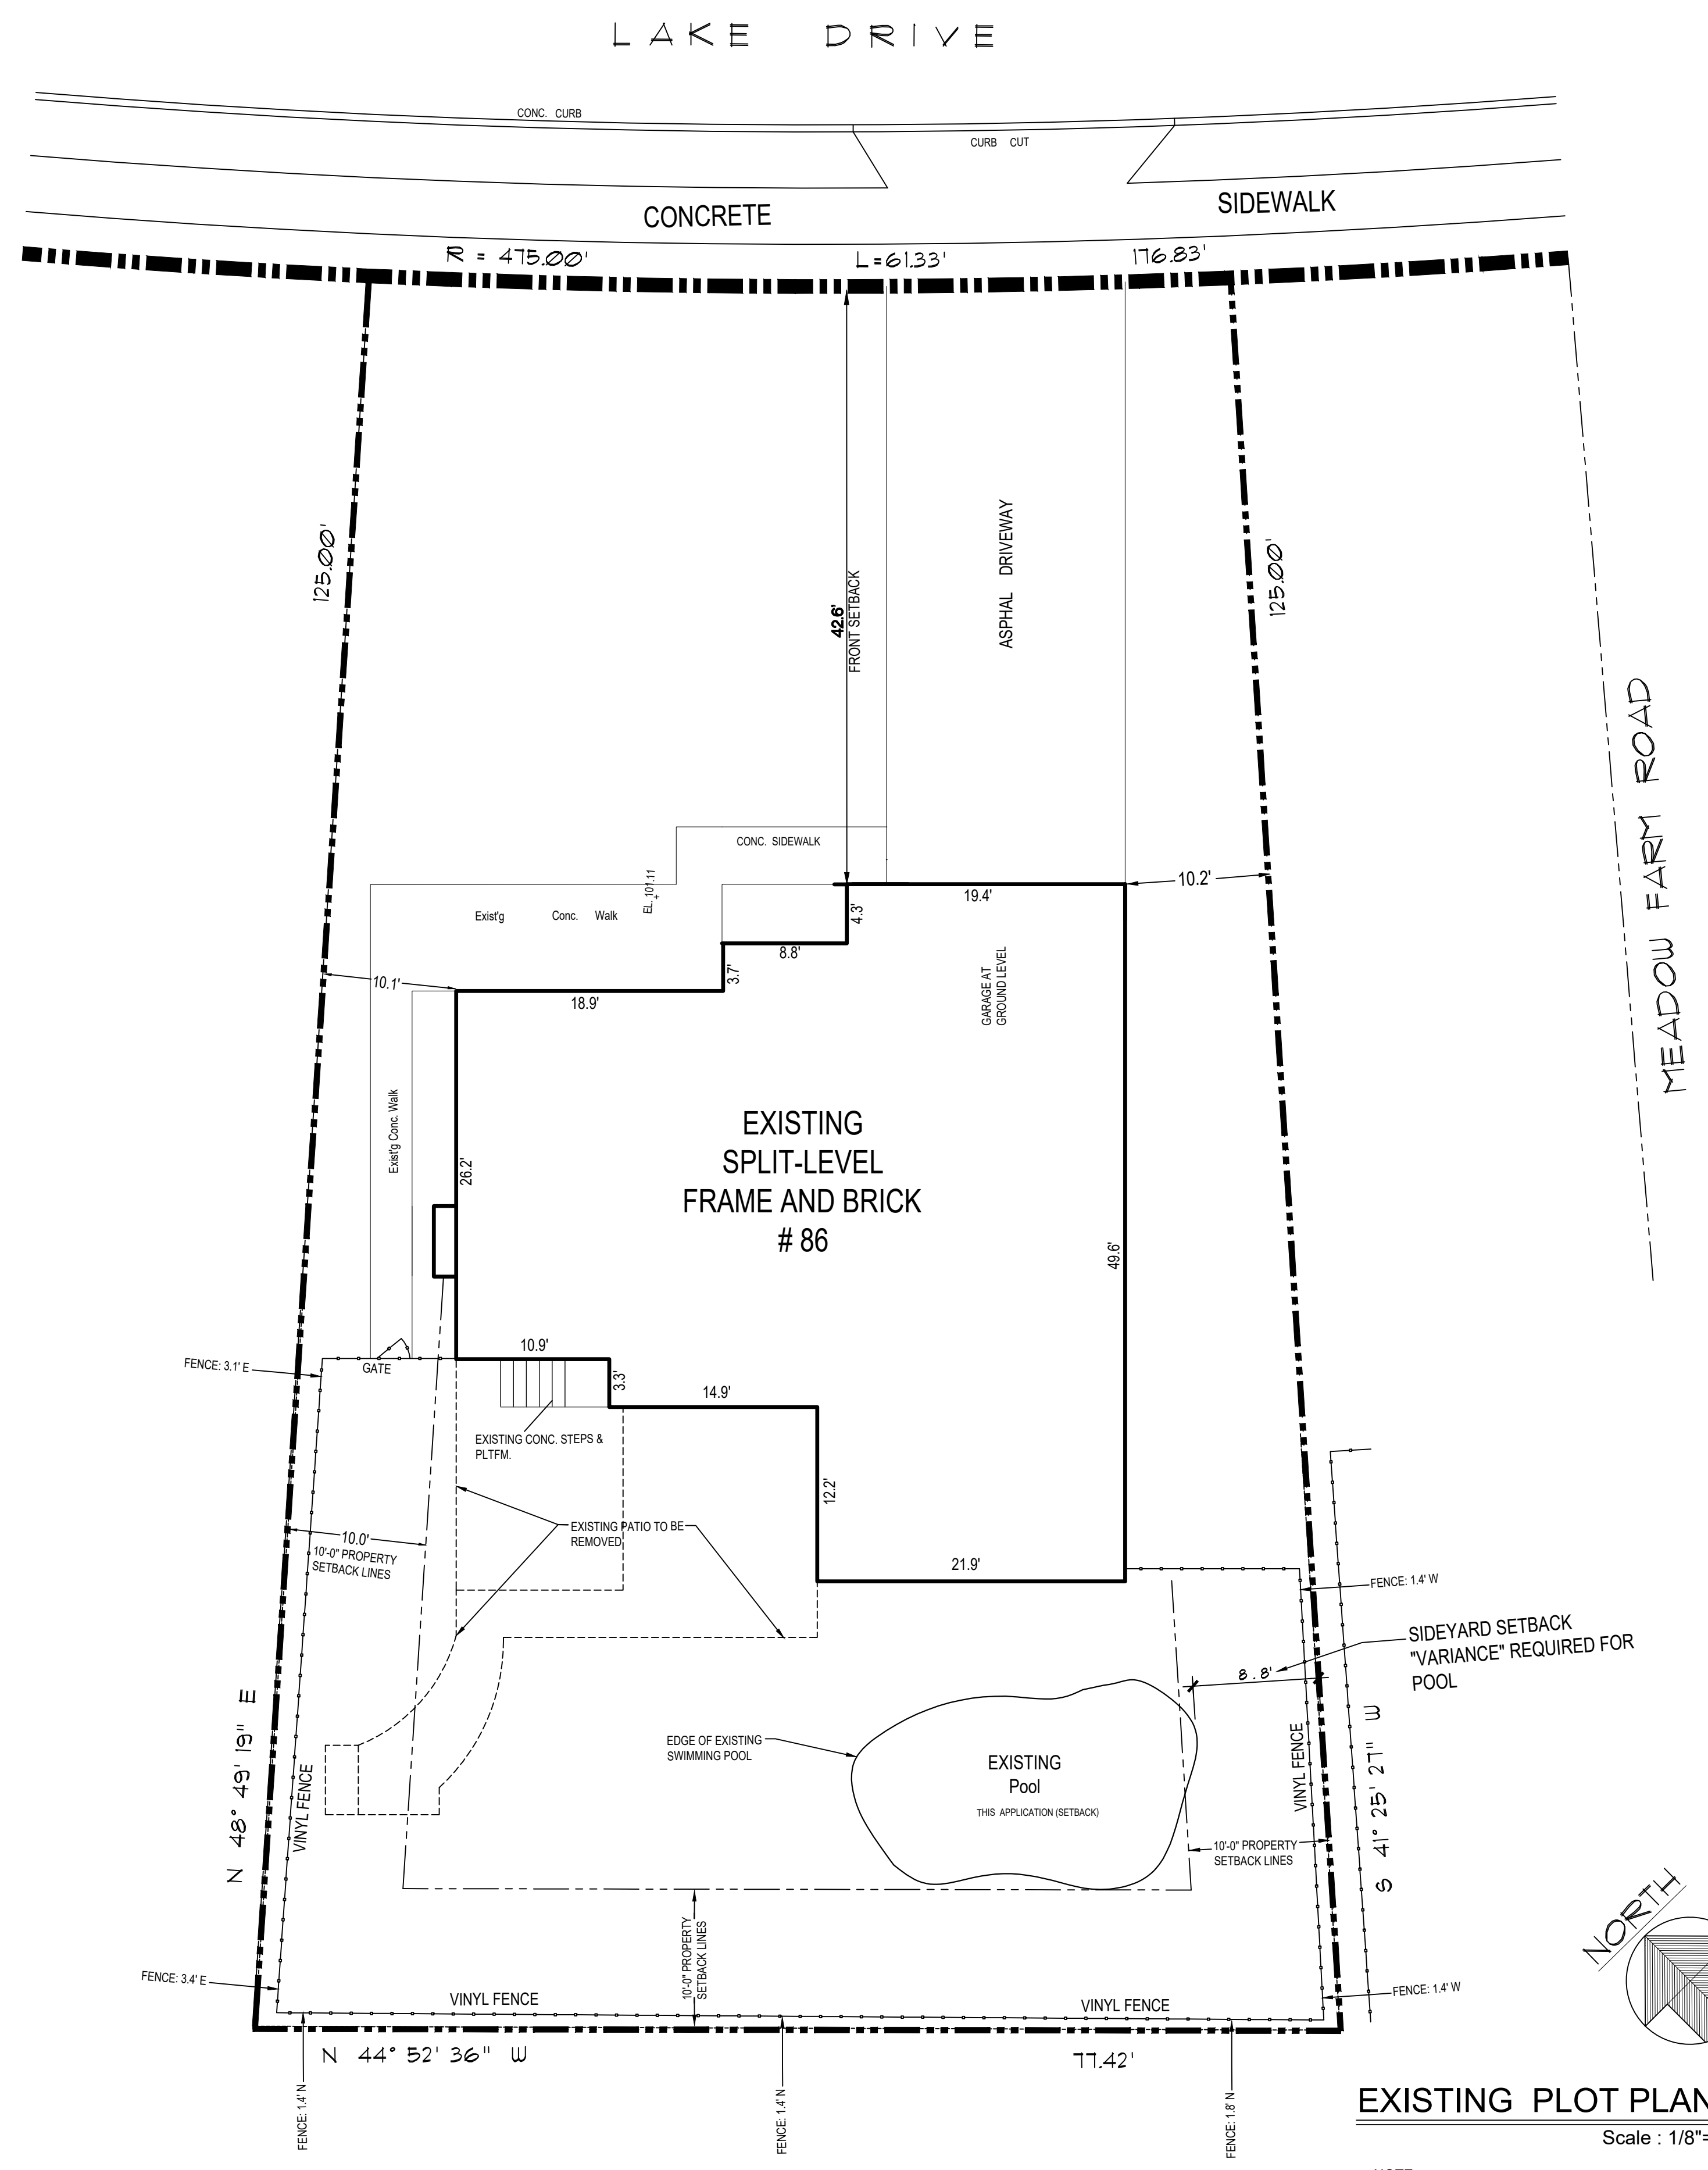 LAKE DRIVE
CONC. CURB
CURB CUT
CONCRETE
SIDEWALK
R = 475.00'
L=61.33'
176.83'
125.00'
125.00'
42.6'
FRONT SETBACK
ASPHAL DRIVEWAY
MEADOW FARM ROAD
CONC. SIDEWALK
EL. 101.11
+
Exist'g Conc. Walk
19.4'
10.2'
4.3'
8.8'
3.7'
GARAGE AT
GROUND LEVEL
10.1'
18.9'
Exist'g Conc. Walk
26.2'
EXISTING
SPLIT-LEVEL
FRAME AND BRICK
# 86
49.6'
10.9'
GATE
FENCE: 3.1' E
3.3'
14.9'
EXISTING CONC. STEPS &
PLTFM.
12.2'
EXISTING PATIO TO BE
REMOVED
10.0'
10'-0" PROPERTY
SETBACK LINES
21.9'
FENCE: 1.4' W
SIDEYARD SETBACK
"VARIANCE" REQUIRED FOR
POOL
8.8'
N 48° 49' 19" E
VINYL FENCE
EDGE OF EXISTING
SWIMMING POOL
EXISTING
Pool
THIS APPLICATION (SETBACK)
VINYL FENCE
S 41° 25' 27" W
10'-0" PROPERTY
SETBACK LINES
10'-0" PROPERTY
SETBACK LINES
NORTH
FENCE: 3.4' E
VINYL FENCE
VINYL FENCE
FENCE: 1.4' W
N 44° 52' 36" W
77.42'
FENCE: 1.4' N
FENCE: 1.4' N
FENCE: 1.8' N
EXISTING PLOT PLAN
Scale : 1/8"=